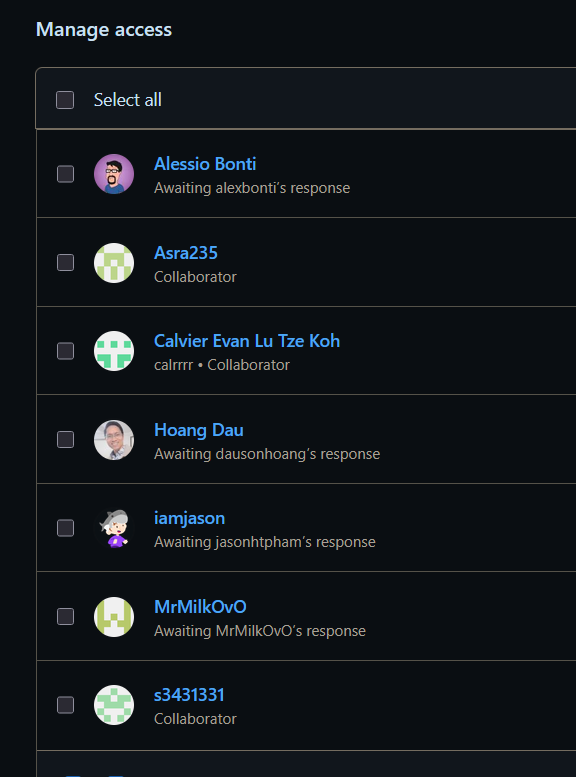 Manage access
Select all
Alessio Bonti
Awaiting alexbonti's response
Asra235
Collaborator
Calvier Evan Lu Tze Koh
calrrrr • Collaborator
Hoang Dau
Awaiting dausonhoang's response
iamjason
Awaiting jasonhtpham's response
MrMilkOvO
Awaiting MrMilkOvO's response
s3431331
Collaborator